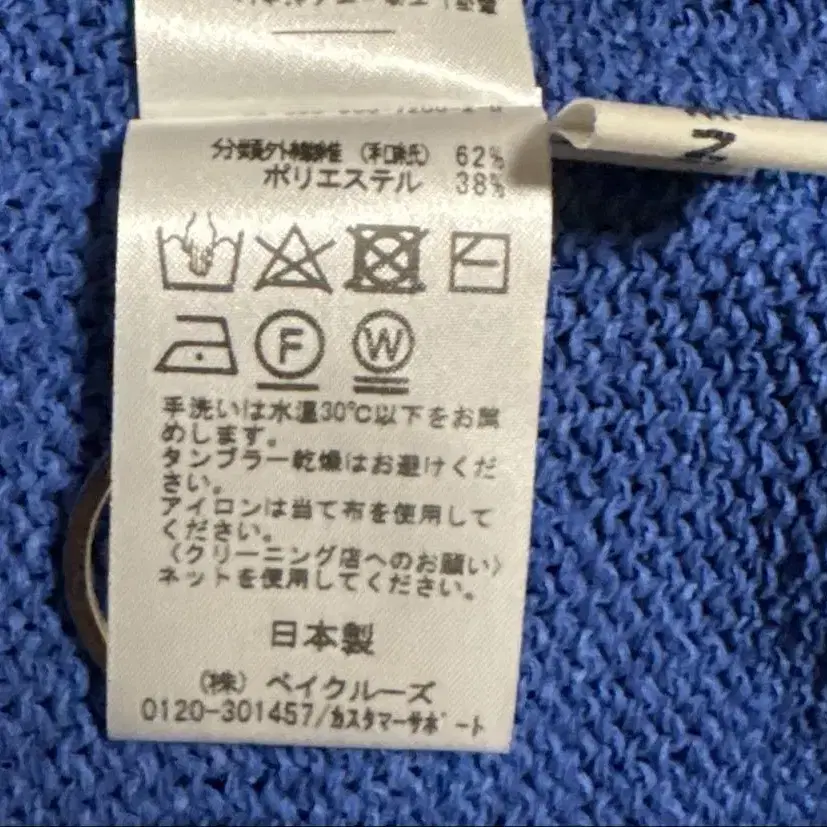 分類外繊維（和紙） 62%
ポリエステル 38%
F
W
手洗いは水温30℃以下をお薦
めします。
タンブラー乾燥はお避けくだ
さい。
アイロンは当て布を使用して
ください。
〈クリーニング店へのお願い〉
ネットを使用してください。
日本製
(株) ベイクルーズ
0120-301457/カスタマーサポート
N